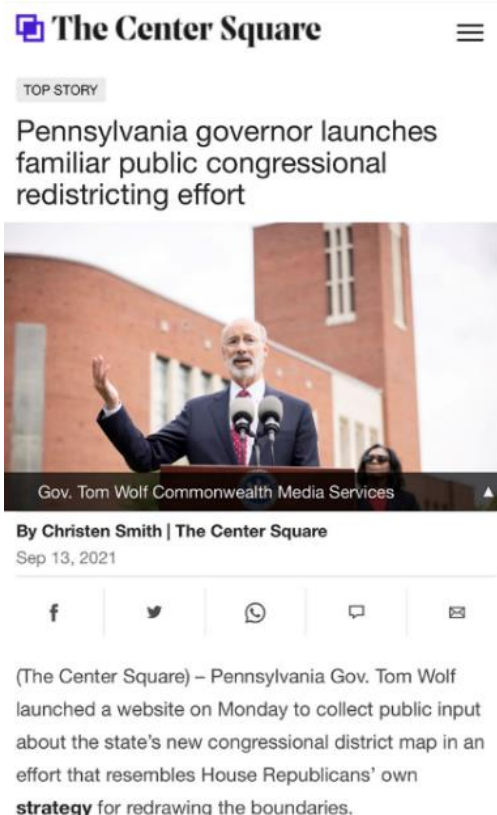 The Center Square
TOP STORY
Pennsylvania governor launches
familiar public congressional
redistricting effort
Gov. Tom Wolf Commonwealth Media Services
By Christen Smith | The Center Square
Sep 13, 2021
(The Center Square) – Pennsylvania Gov. Tom Wolf
launched a website on Monday to collect public input
about the state's new congressional district map in an
effort that resembles House Republicans' own
strategy for redrawing the boundaries.